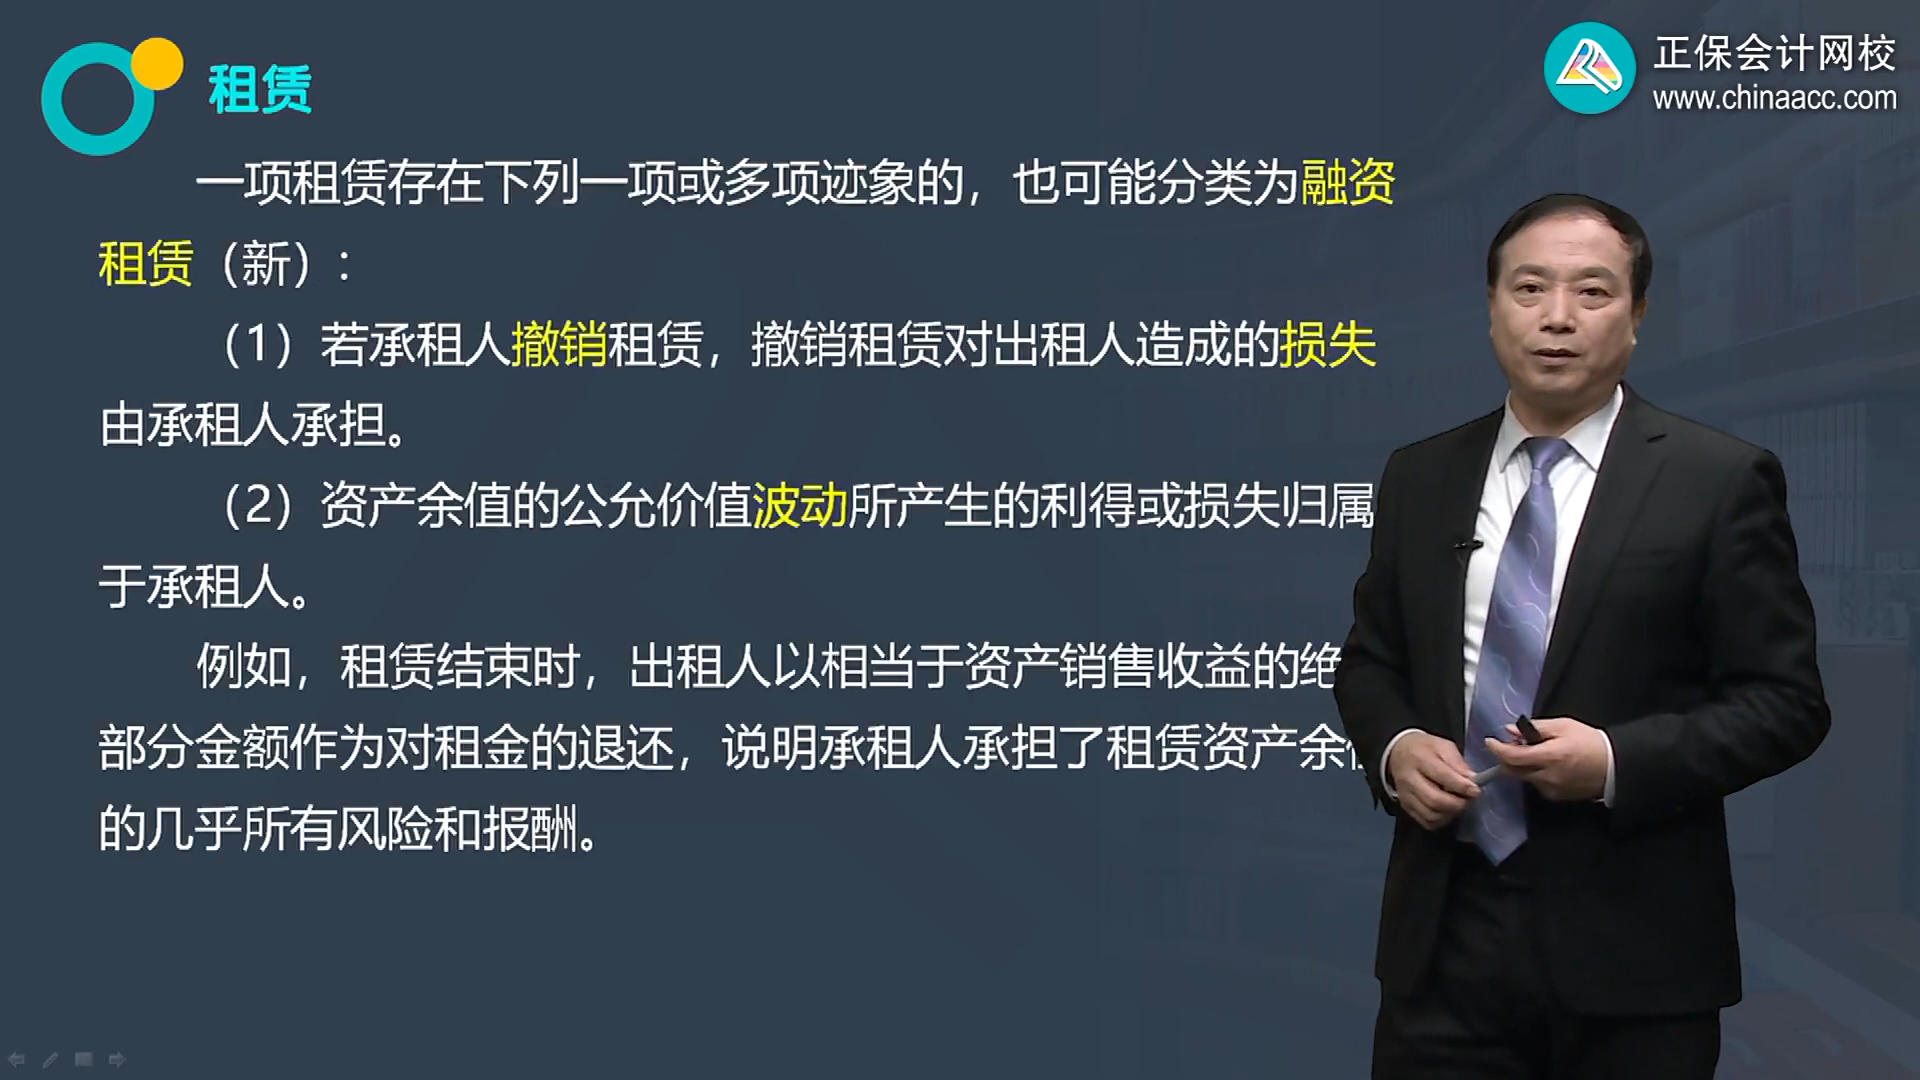 租赁
正保会计网校
www.chinaacc.com
一项租赁存在下列一项或多项迹象的，也可能分类为融资
租赁（新）：
（1）若承租人撤销租赁，撤销租赁对出租人造成的损失
由承租人承担。
（2）资产余值的公允价值波动所产生的利得或损失归属
于承租人。
例如，租赁结束时，出租人以相当于资产销售收益的绝
部分金额作为对租金的退还，说明承租人承担了租赁资产余
的几乎所有风险和报酬。